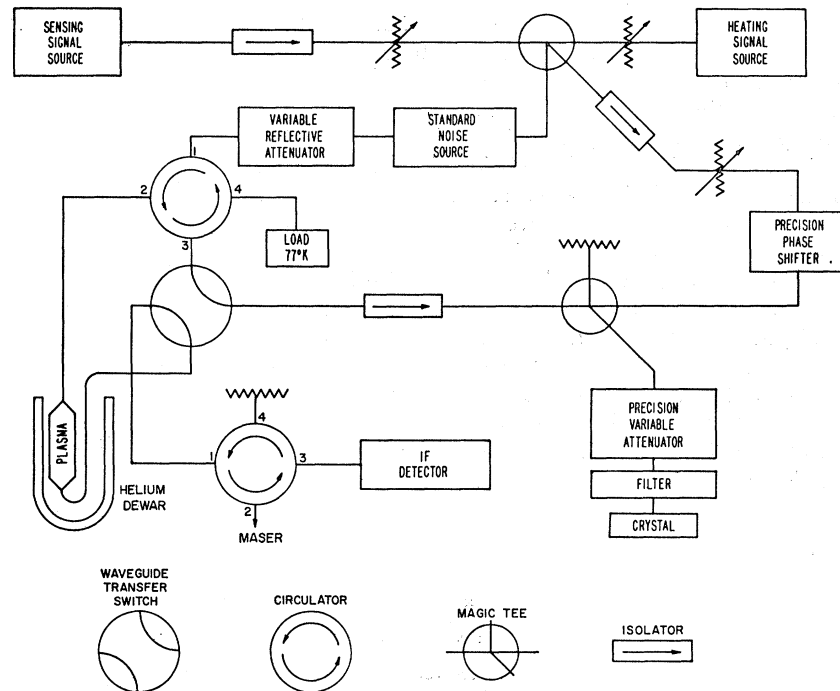 SENSING
SIGNAL
SOURCE
HEATING
SIGNAL
SOURCE
VARIABLE
REFLECTIVE
ATTENUATOR
STANDARD
NOISE
SOURCE
1
2
4
3
LOAD
77°K
PRECISION
PHASE
SHIFTER
PLASMA
HELIUM
DEWAR
4
1
3
2
MASER
IF
DETECTOR
PRECISION
VARIABLE
ATTENUATOR
FILTER
CRYSTAL
WAVEGUIDE
TRANSFER
SWITCH
CIRCULATOR
MAGIC TEE
ISOLATOR